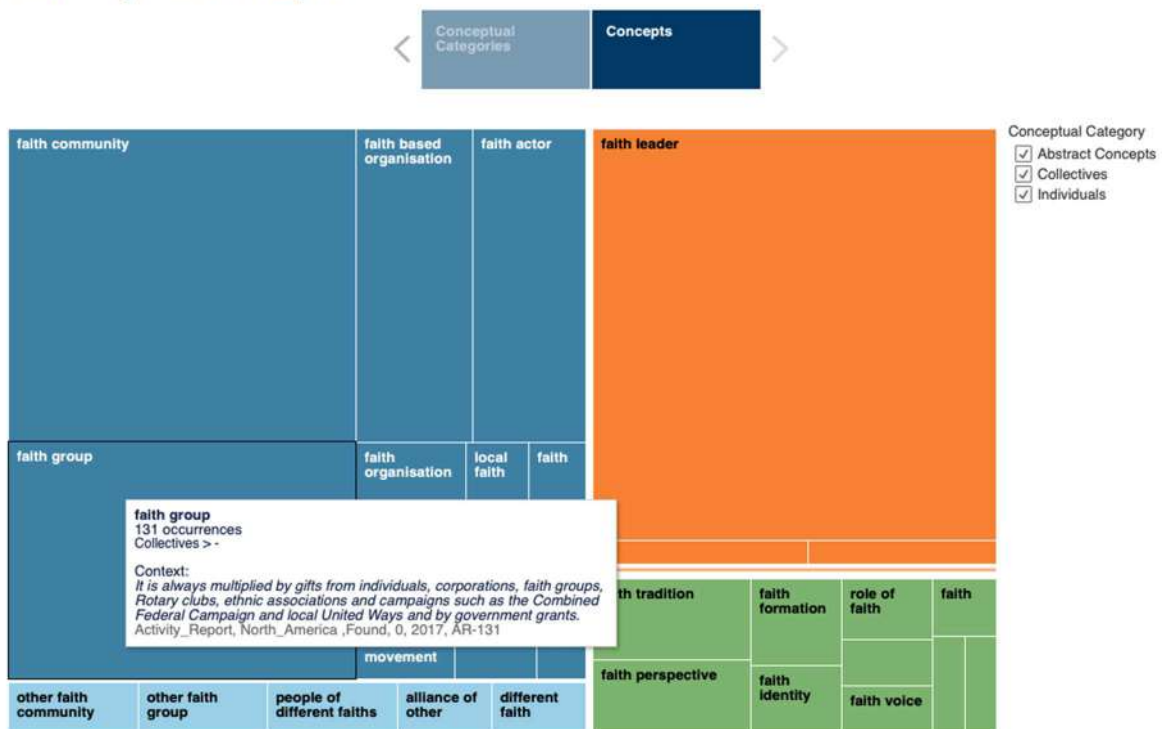 Conceptual
Categories
Concepts
Conceptual Category
Abstract Concepts
Collectives
Individuals
faith community
faith based
organisation
faith actor
faith leader
faith group
faith
organisation
local
faith
faith
faith group
131 occurrences
Collectives > -
Context:
It is always multiplied by gifts from individuals, corporations, faith groups,
Rotary clubs, ethnic associations and campaigns such as the Combined
Federal Campaign and local United Ways and by government grants.
Activity_Report, North_America ,Found, 0, 2017, AR-131
movement
tradition
faith
formation
role of
faith
faith
faith perspective
faith
identity
faith voice
other faith
community
other faith
group
people of
different faiths
alliance of
other
different
faith